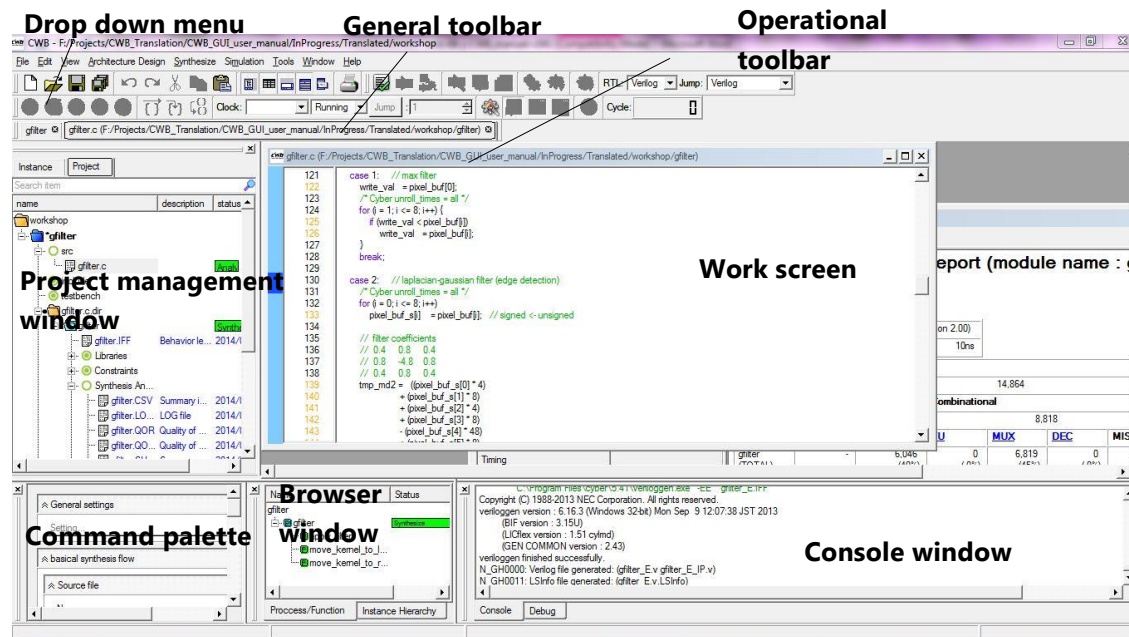 Drop down menu
General toolbar
Operational
toolbar
CWB - F:/Projects/CWB_Translation/CWB_GUI_user_manual/InProgress/Translated/workshop
File Edit View Architecture Design Synthesize Simulation Tools Window Help
RTL: Verilog Jump: Verilog
Clock: Running Jump : 1 Cycle: 0
gfilter gfilter.c (F:/Projects/CWB_Translation/CWB_GUI_user_manual/InProgress/Translated/workshop/gfilter)
Instance Project
Search item
name description status
workshop
*gfilter
src
gfilter.c
Project management
window
testbench
gfilter.c.dir
gfilter.IFF Behavior le... 2014/
Libraries
Constraints
Synthesis An...
gfilter.CSV Summary i... 2014/
gfilter.LO... LOG file 2014/
gfilter.QOR Quality of ... 2014/
gfilter.QO... Quality of ... 2014/
gfilter.c (F:/Projects/CWB_Translation/CWB_GUI_user_manual/InProgress/Translated/workshop/gfilter)
121 case 1: // max filter
122 write_val = pixel_buf[0];
123 /* Cyber unroll_times = all */
124 for (i = 1; i <= 8; i++) {
125 if (write_val < pixel_buf[i])
126 write_val = pixel_buf[i];
127 }
128 break;
129
130 case 2: // laplacian-gaussian filter (edge detection)
131 /* Cyber unroll_times = all */
132 for (i = 0; i <= 8; i++)
133 pixel_buf_s[i] = pixel_buf[i]; // signed <- unsigned
134
135 // filter coefficients
136 // 0.4 0.8 0.4
137 // 0.8 -4.8 0.8
138 // 0.4 0.8 0.4
139 tmp_md2 = ((pixel_buf_s[0] * 4)
140 + (pixel_buf_s[1] * 8)
141 + (pixel_buf_s[2] * 4)
142 + (pixel_buf_s[3] * 8)
143 - (pixel_buf_s[4] * 48)
Work screen
eport (module name : g
on 2.00)
10ns
14,864
ombinational
8,818
U MUX DEC MIS
Timing
gfilter - 6,046 0 6,819 0
(TOTAL)
General settings
Setting...
Command palette
basical synthesis flow
Source file
Browser
window
Status
gfilter
gfilter Synthesize
move_kernel_to_l...
move_kernel_to_r...
Proccess/Function Instance Hierarchy
Copyright (C) 1988-2013 NEC Corporation. All rights reserved.
veriloggen version : 6.16.3 (Windows 32-bit) Mon Sep 9 12:07:38 JST 2013
(BIF version : 3.15U)
(LICflex version : 1.51 cylmd)
(GEN COMMON version : 2.43)
veriloggen finished successfully.
N_GH0000: Verilog file generated: (gfilter_E.v gfilter_E_IP.v)
N_GH0011: LSInfo file generated: (gfilter_E.v.LSInfo)
Console window
Console Debug